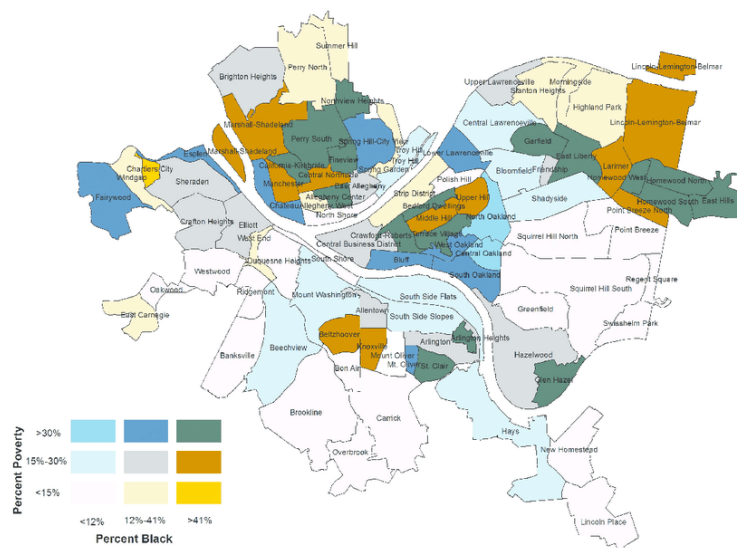 Summer Hill
Perry North
Brighton Heights
Lincoln-Lemington-Belmar
Upper Lawrenceville
Morningside
Stanton Heights
Northview Heights
Highland Park
Marshall-Shadeland
Central Lawrenceville
Lincoln-Lemington-Belmar
Perry South
Spring Hill-City View
Garfield
Troy Hill
Marshall-Shadeland
Lower Lawrenceville
East Liberty
Esplen
Fineview
Troy Hill
Larimer
Chartiers City
California-Kirkbride
Spring Garden
Bloomfield
Friendship
Homewood West
Homewood North
Windgap
Central Northside
Polish Hill
Sheraden
Manchester
East Allegheny
Strip District
Fairywood
Allegheny Center
Upper Hill
Shadyside
Homewood South
East Hills
Chateau
Allegheny West
Bedford Dwellings
Point Breeze North
North Shore
Middle Hill
North Oakland
Crafton Heights
Elliott
Crawford-Roberts
Terrace Village
Point Breeze
West End
Central Business District
West Oakland
Squirrel Hill North
South Shore
Bluff
Central Oakland
Duquesne Heights
Westwood
Mount Washington
South Oakland
Regent Square
Oakwood
Ridgemont
South Side Flats
Squirrel Hill South
East Carnegie
Allentown
Greenfield
South Side Slopes
Swisshelm Park
Beltzhoover
Arlington
Arlington Heights
Banksville
Beechview
Knoxville
Mount Oliver
Hazelwood
Mt. Oliver
St. Clair
Bon Air
Glen Hazel
Brookline
Carrick
Hays
Overbrook
New Homestead
Lincoln Place
Percent Poverty
>30%
15%-30%
<15%
<12%
12%-41%
>41%
Percent Black